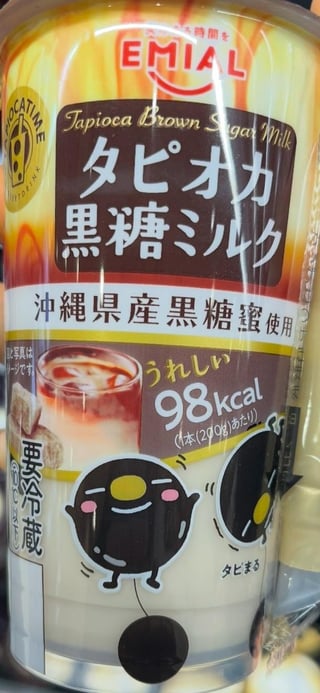 EMIAL
Tapioca Brown Sugar Milk
タピオカ
黒糖ミルク
沖縄県産黒糖蜜使用
うれしい
98kcal
(1本(200g)あたり)
要冷蔵
タピまる